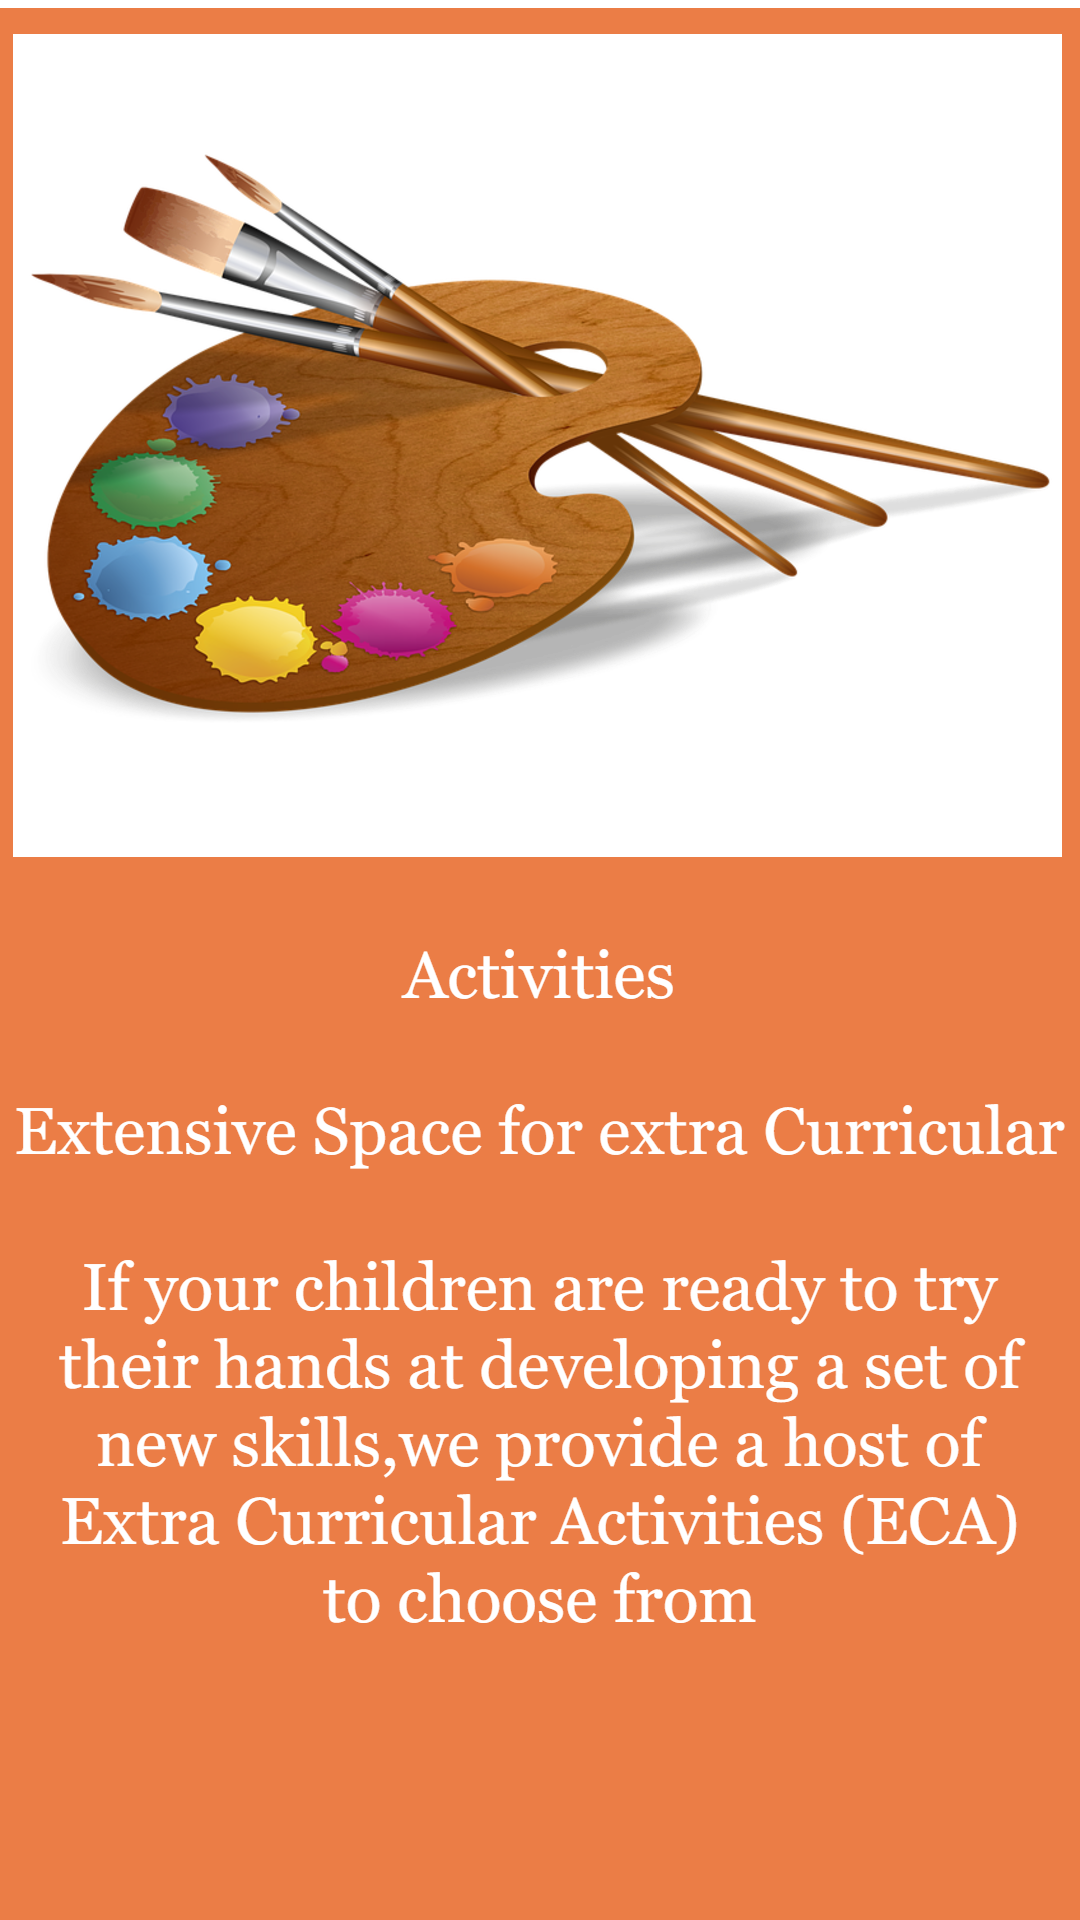 Activities
Extensive Space for extra Curricular
If your children are ready to try
their hands at developing a set of
new skills,we provide a host of
Extra Curricular Activities (ECA)
to choose from